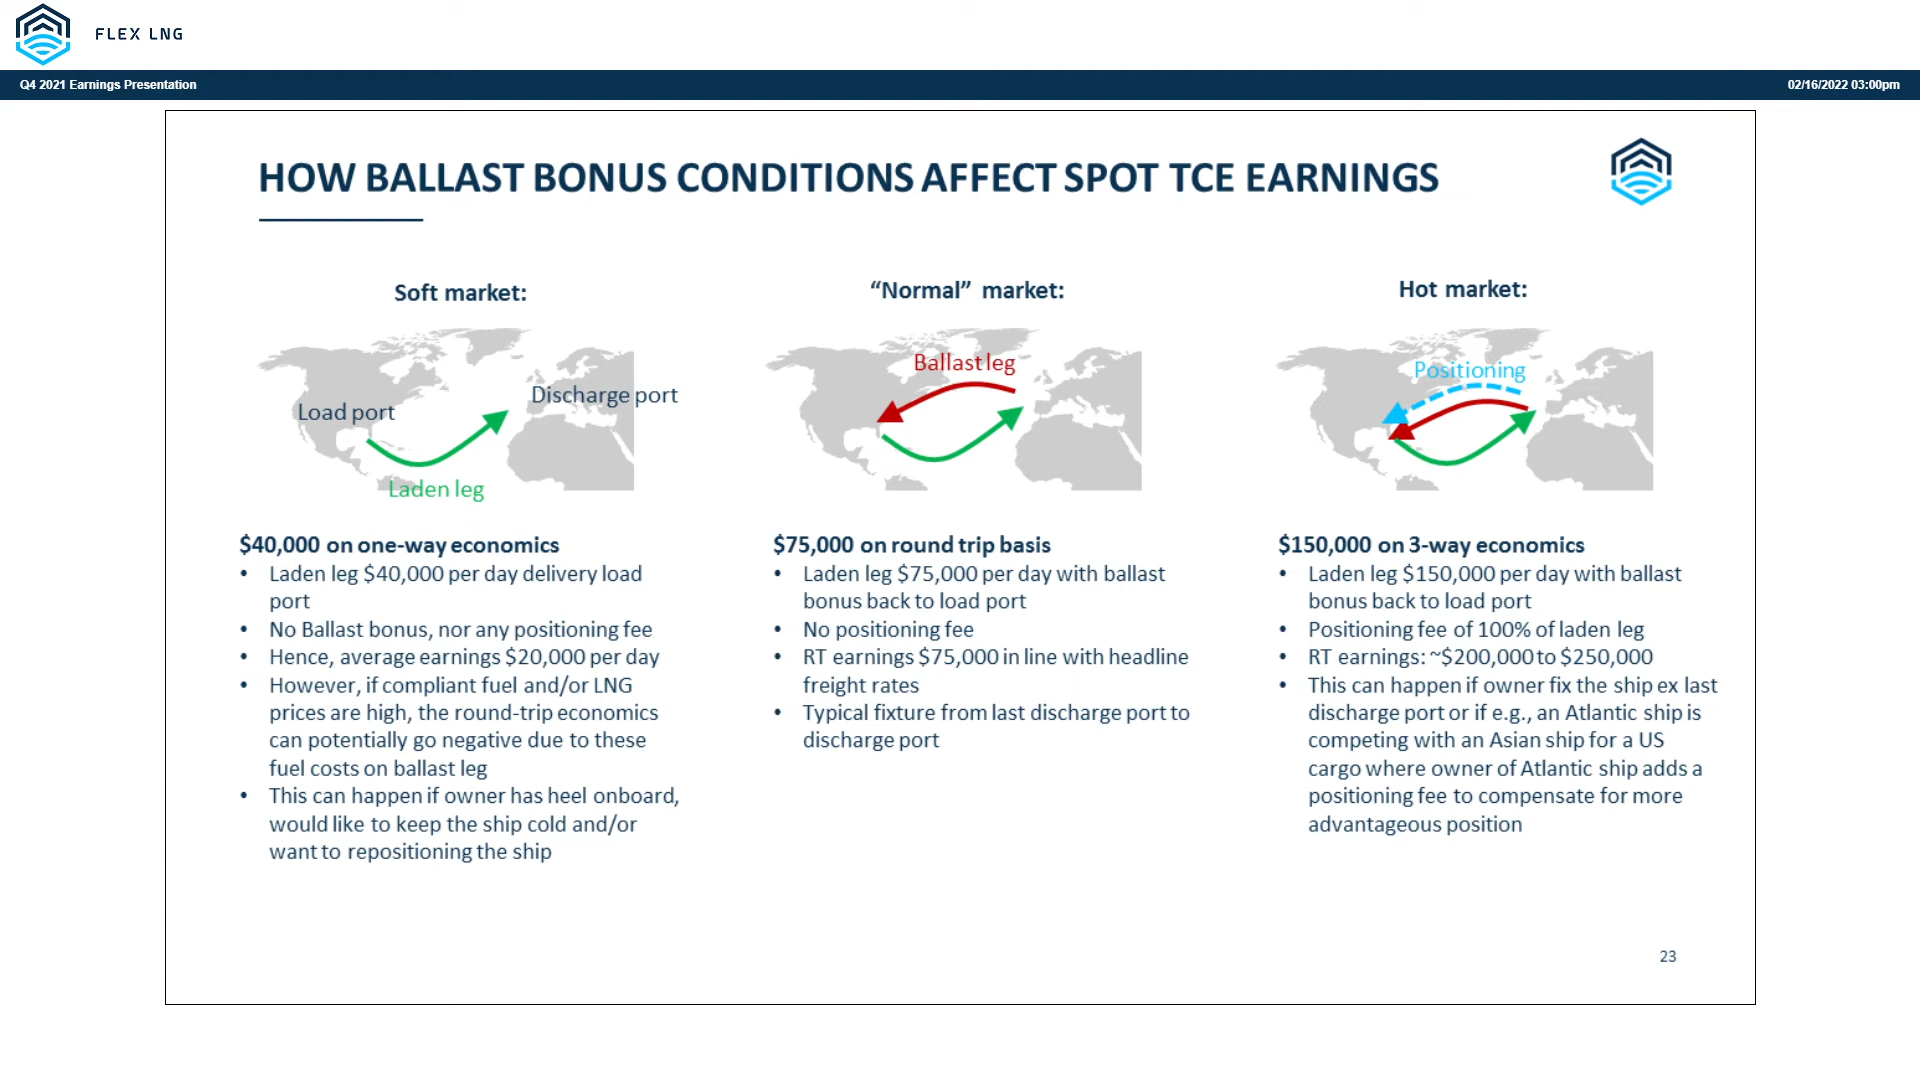 FLEX LNG
Q4 2021 Earnings Presentation
02/16/2022 03:00pm
HOW BALLAST BONUS CONDITIONS AFFECT SPOT TCE EARNINGS
Soft market:
Load port
Discharge port
Laden leg
$40,000 on one-way economics
• Laden leg $40,000 per day delivery load
port
• No Ballast bonus, nor any positioning fee
• Hence, average earnings $20,000 per day
• However, if compliant fuel and/or LNG
prices are high, the round-trip economics
can potentially go negative due to these
fuel costs on ballast leg
• This can happen if owner has heel onboard,
would like to keep the ship cold and/or
want to repositioning the ship
“Normal” market:
Ballast leg
$75,000 on round trip basis
• Laden leg $75,000 per day with ballast
bonus back to load port
• No positioning fee
• RT earnings $75,000 in line with headline
freight rates
• Typical fixture from last discharge port to
discharge port
Hot market:
Positioning
$150,000 on 3-way economics
• Laden leg $150,000 per day with ballast
bonus back to load port
• Positioning fee of 100% of laden leg
• RT earnings: ~$200,000 to $250,000
• This can happen if owner fix the ship ex last
discharge port or if e.g., an Atlantic ship is
competing with an Asian ship for a US
cargo where owner of Atlantic ship adds a
positioning fee to compensate for more
advantageous position
23